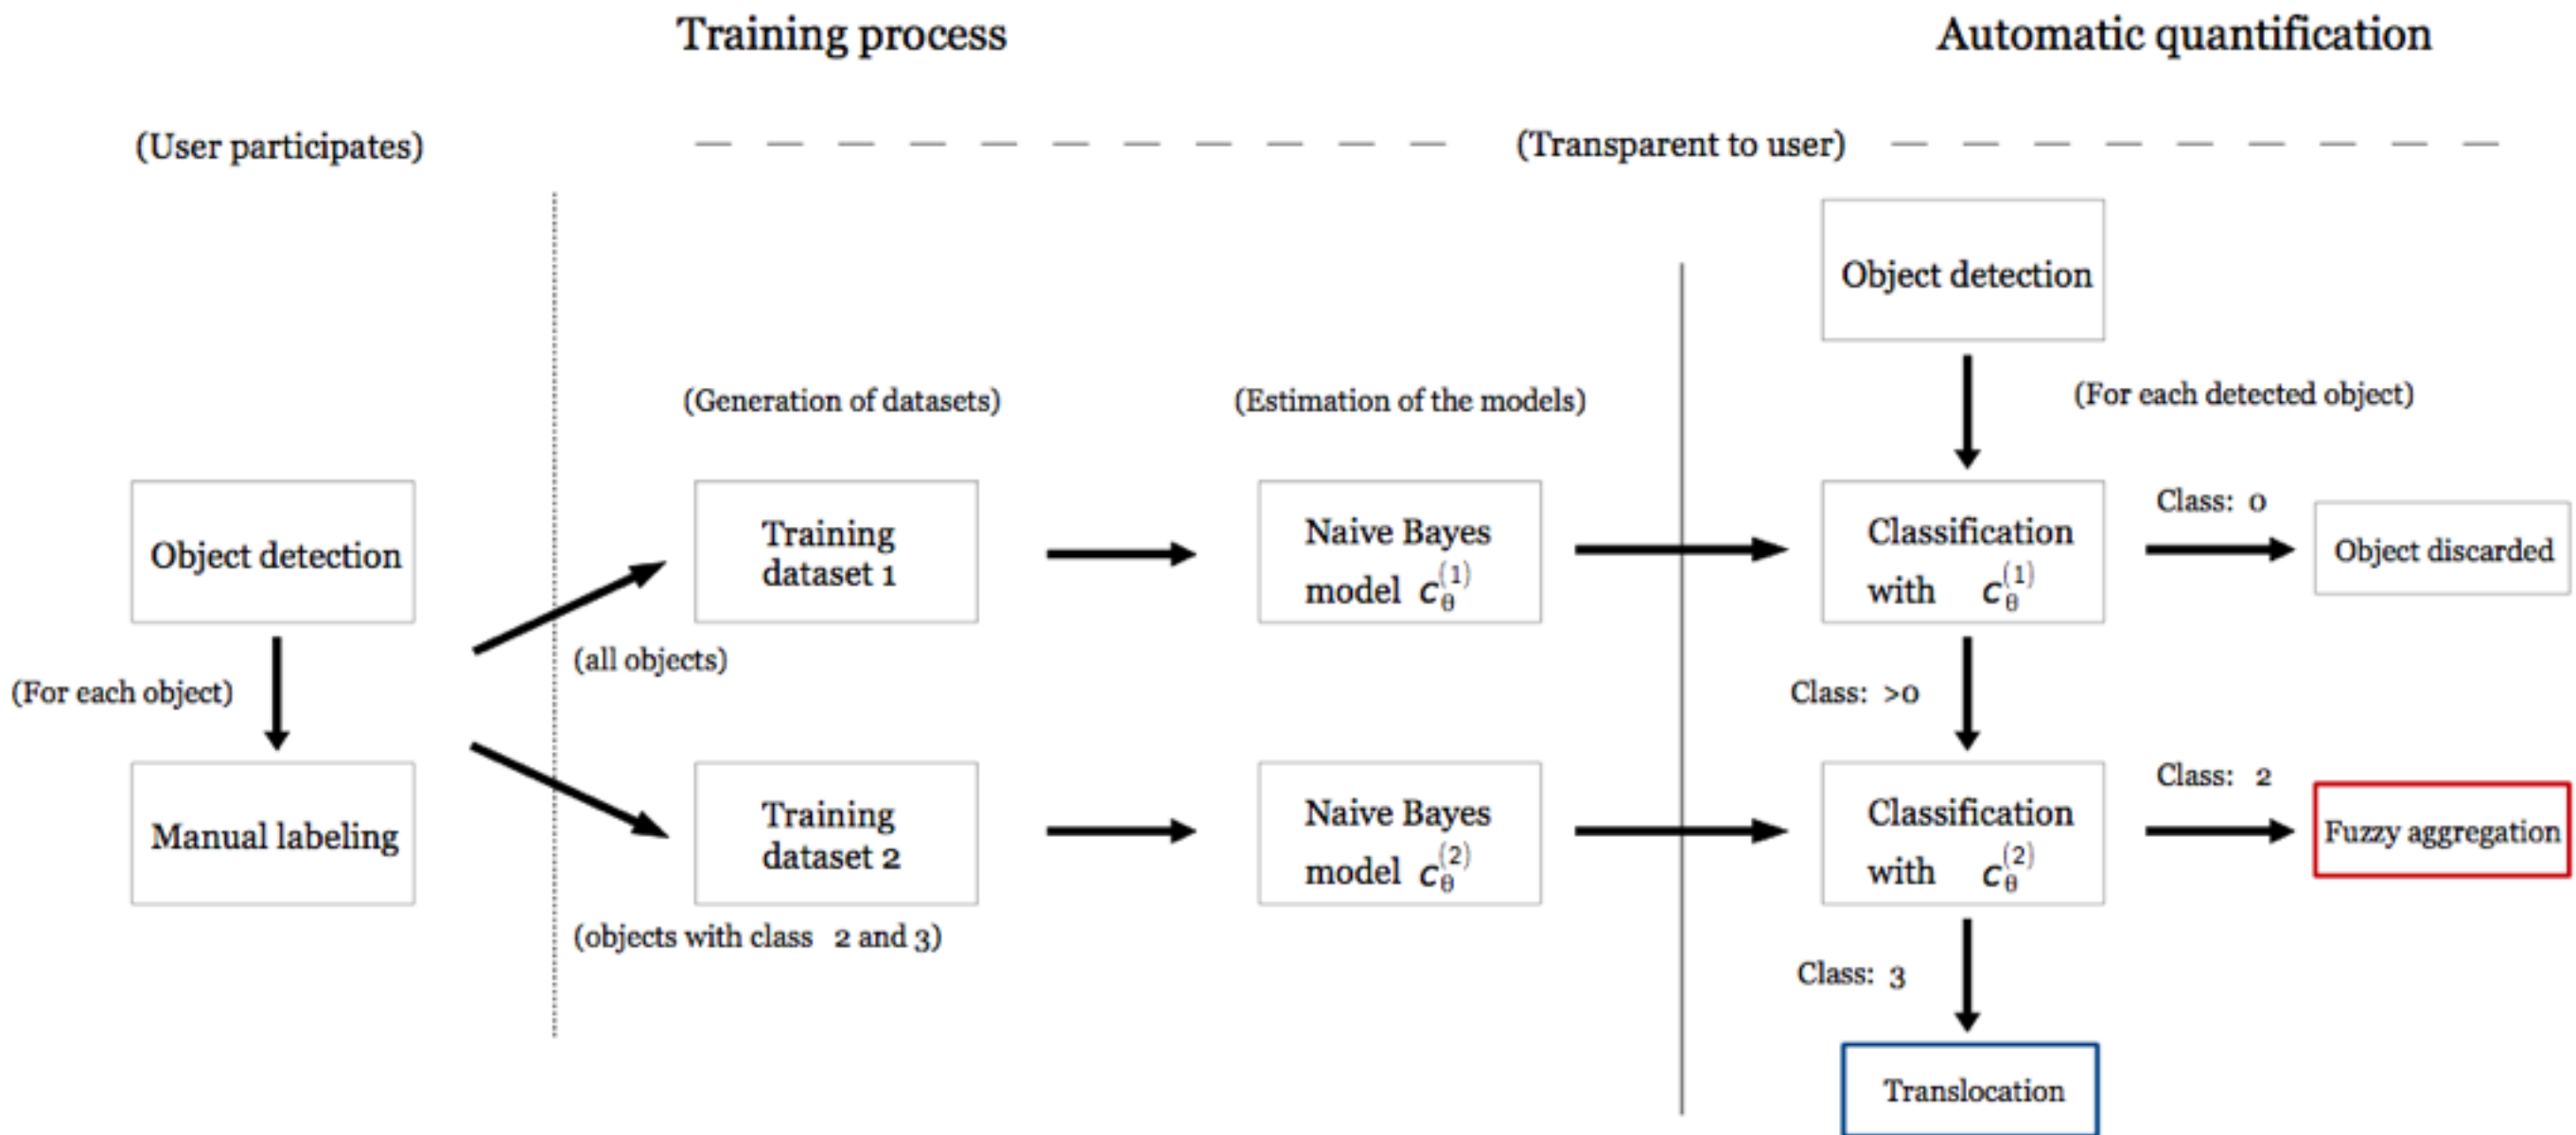 Training process
Automatic quantification
(User participates)
(Transparent to user)
Object detection
(For each object)
Manual labeling
(Generation of datasets)
Training
dataset 1
(all objects)
Training
dataset 2
(objects with class 2 and 3)
(Estimation of the models)
Naive Bayes
model c_θ^(1)
Naive Bayes
model c_θ^(2)
Object detection
(For each detected object)
Classification
with c_θ^(1)
Class: 0
Object discarded
Class: >0
Classification
with c_θ^(2)
Class: 2
Fuzzy aggregation
Class: 3
Translocation